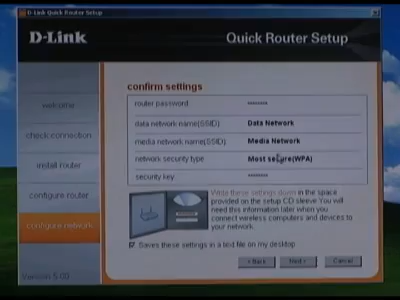 D-Link Quick Router Setup
D-Link
Quick Router Setup
welcome
check connection
install router
configure router
configure network
Version 5.00
confirm settings
router password ********
data network name(SSID) Data Network
media network name(SSID) Media Network
network security type Most secure(WPA)
security key ********
Write these settings down in the space
provided on the setup CD sleeve You will
need this information later when you
connect wireless computers and devices to
your network.
Saves these settings in a text file on my desktop
< Back
Next >
Cancel